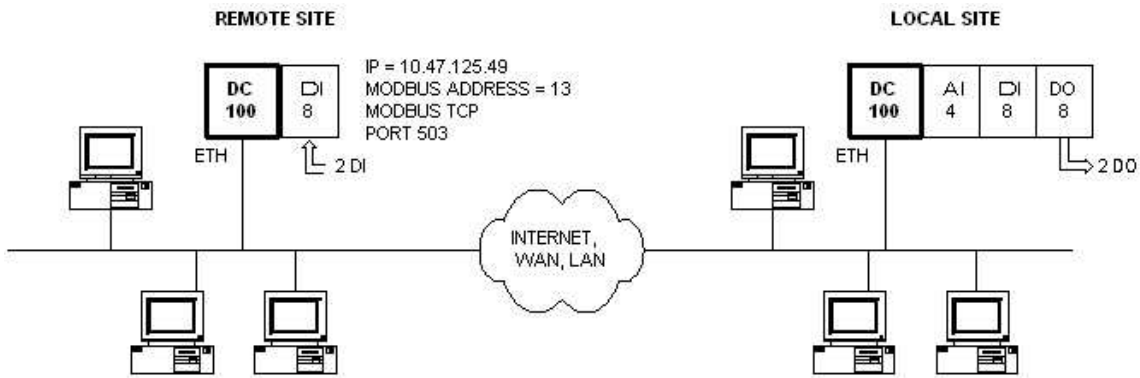 REMOTE SITE
DC
100
DI
8
IP = 10.47.125.49
MODBUS ADDRESS = 13
MODBUS TCP
PORT 503
ETH
2 DI
INTERNET,
WAN, LAN
LOCAL SITE
DC
100
AI
4
DI
8
DO
8
ETH
2 DO